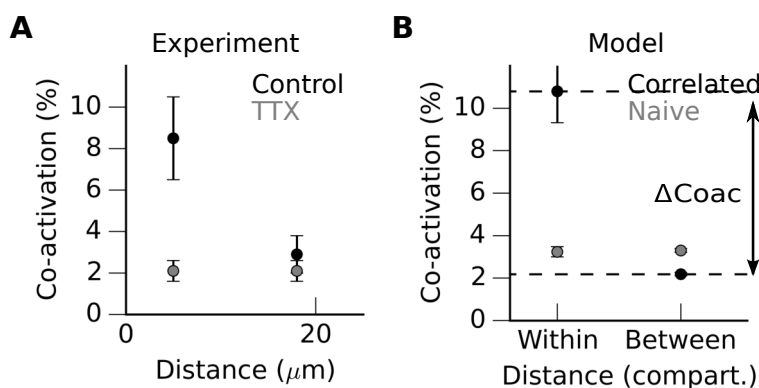 A
Experiment
Control
TTX
Co-activation (%)
10
8
6
4
2
0
0
20
Distance (μm)
B
Model
Correlated
Naive
Co-activation (%)
10
8
6
4
2
0
ΔCoac
Within
Between
Distance (compart.)